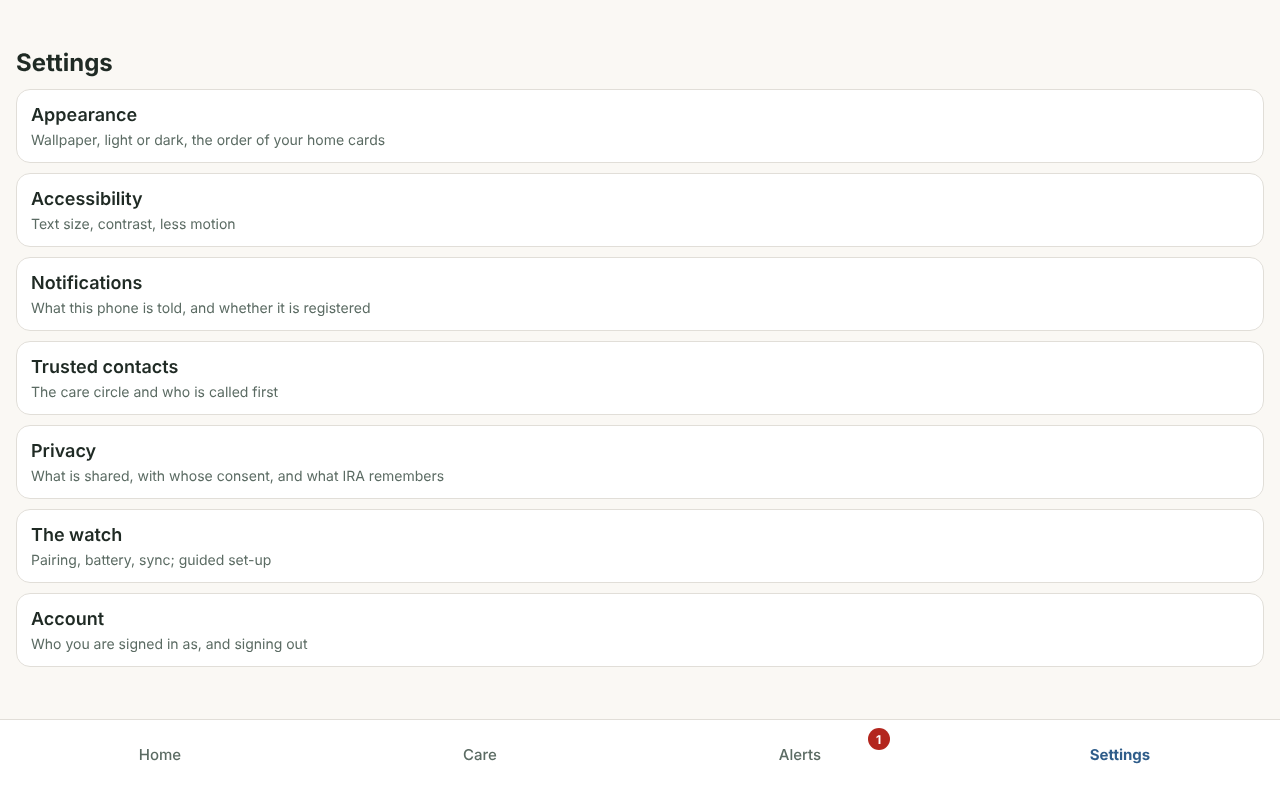 Settings
Appearance
Wallpaper, light or dark, the order of your home cards
Accessibility
Text size, contrast, less motion
Notifications
What this phone is told, and whether it is registered
Trusted contacts
The care circle and who is called first
Privacy
What is shared, with whose consent, and what IRA remembers
The watch
Pairing, battery, sync; guided set-up
Account
Who you are signed in as, and signing out
Home
Care
Alerts
1
Settings